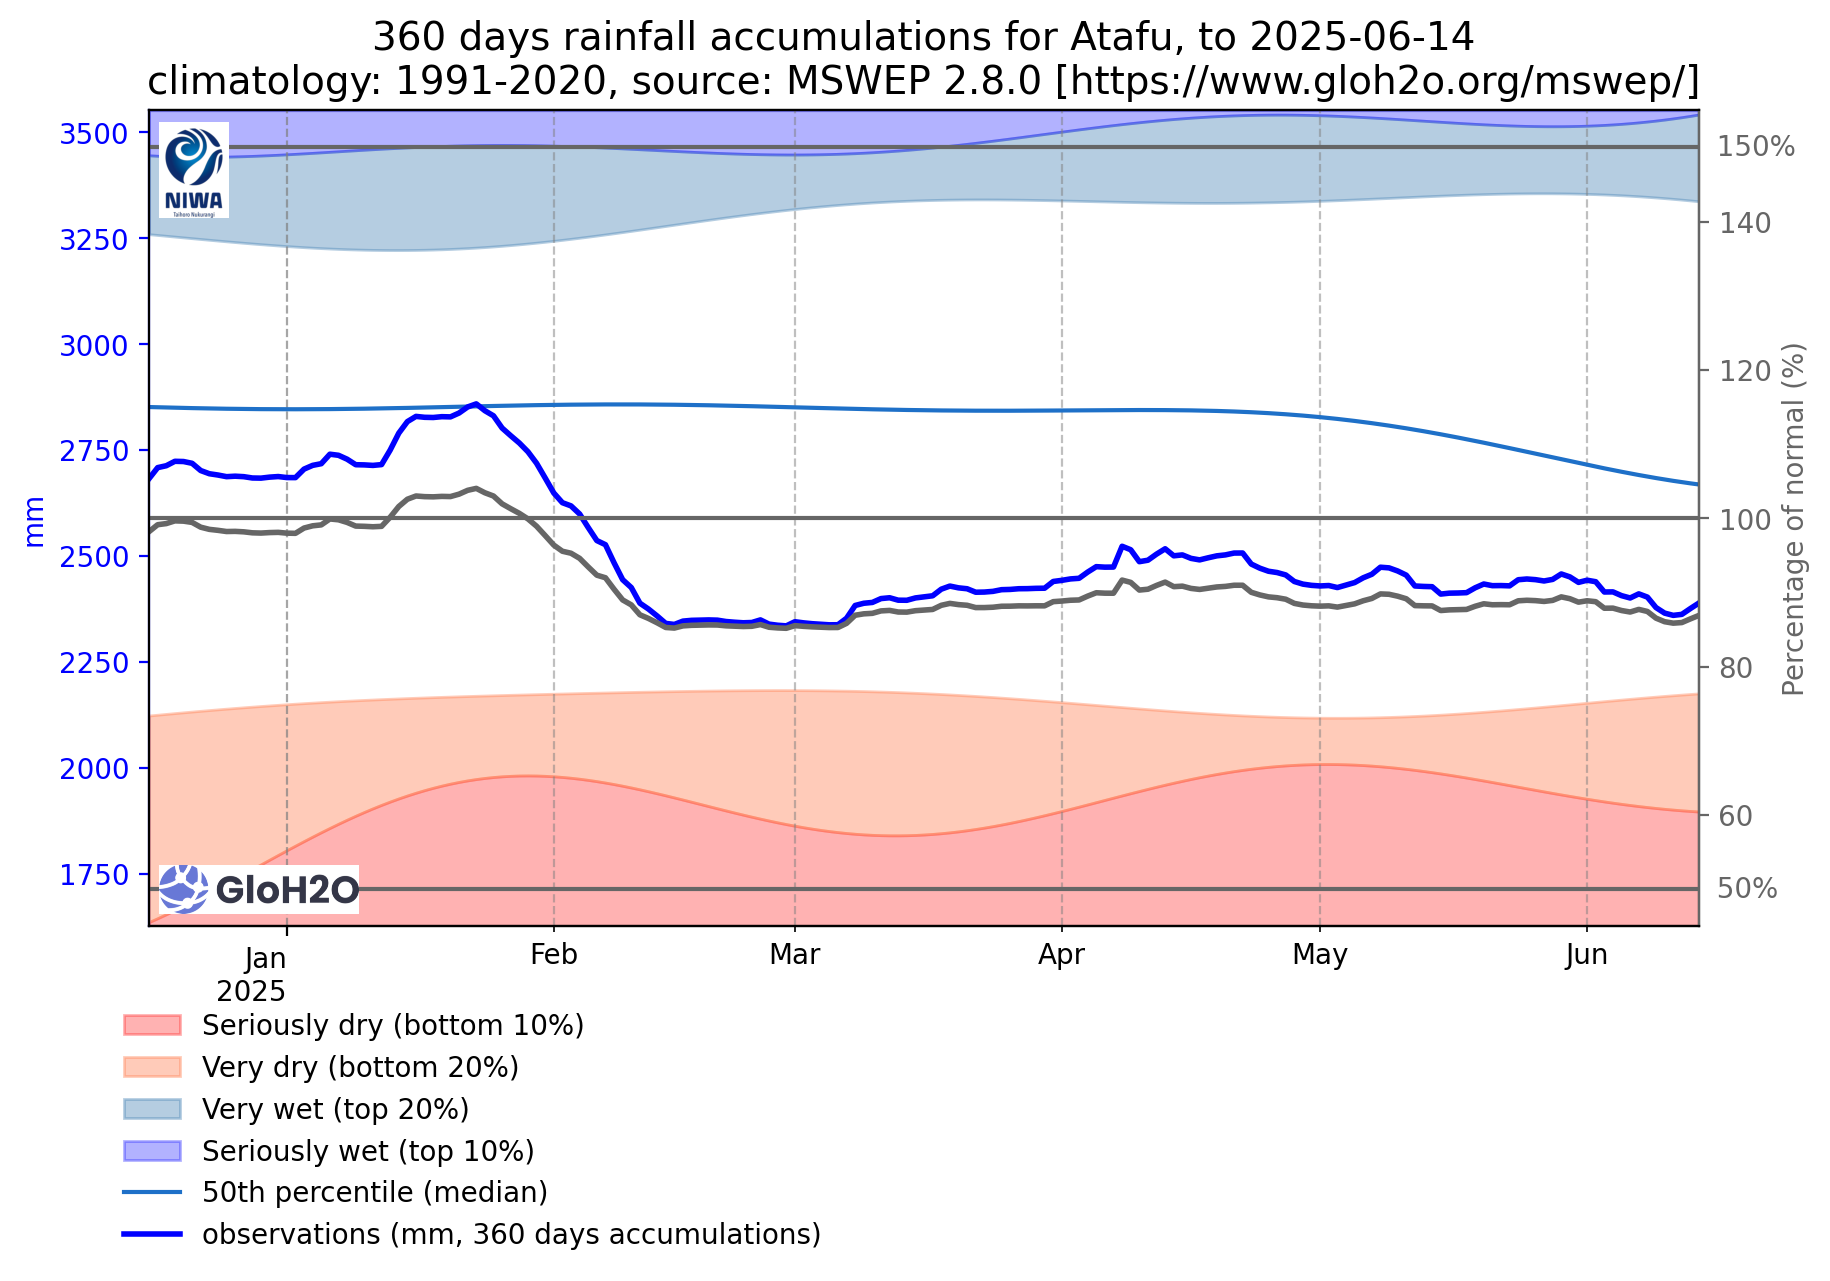 360 days rainfall accumulations for Atafu, to 2025-06-14
climatology: 1991-2020, source: MSWEP 2.8.0 [https://www.gloh2o.org/mswep/]
3500
3250
3000
2750
2500
2250
2000
1750
mm
NIWA
Taihoro Nukurangi
GloH2O
150%
140
120
100
80
60
50%
Percentage of normal (%)
Jan
2025
Feb
Mar
Apr
May
Jun
Seriously dry (bottom 10%)
Very dry (bottom 20%)
Very wet (top 20%)
Seriously wet (top 10%)
50th percentile (median)
observations (mm, 360 days accumulations)